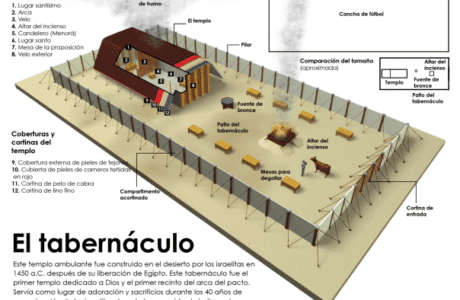 de humo
1. Lugar santísimo
2. Arca
3. Velo
4. Altar del incienso
5. Candelero (Menorá)
6. Lugar santo
7. Mesa de la proposición
8. Velo exterior
El templo
Pilar
Cancha de fútbol
Comparación del tamaño
(aproximada)
Altar del
incienso
Templo
Fuente de
bronce
Patio del
tabernáculo
Fuente de
bronce
Patio del
tabernáculo
Altar del
incienso
Mesas para
degollar
Cortina de
entrada
Compartimento
acortinado
Coberturas y
cortinas del
templo
9. Cobertura externa de pieles de tejón
10. Cubierta de pieles de carneros teñidas
en rojo
11. Cortina de pelo de cabra
12. Cortina de lino fino
El tabernáculo
Este templo ambulante fue construido en el desierto por los israelitas en
1450 a.C. después de su liberación de Egipto. Este tabernáculo fue el
primer templo dedicado a Dios y el primer recinto del arca del pacto.
Servía como lugar de adoración y sacrificios durante los 40 años de